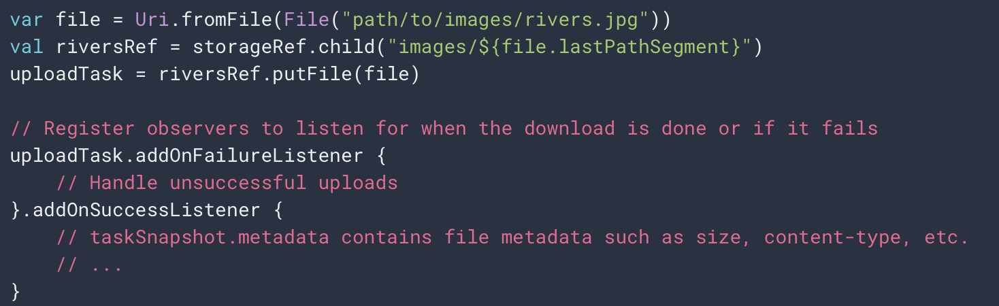 var file = Uri.fromFile(File("path/to/images/rivers.jpg"))
val riversRef = storageRef.child("images/${file.lastPathSegment}")
uploadTask = riversRef.putFile(file)

// Register observers to listen for when the download is done or if it fails
uploadTask.addOnFailureListener {
    // Handle unsuccessful uploads
}.addOnSuccessListener {
    // taskSnapshot.metadata contains file metadata such as size, content-type, etc.
    // ...
}